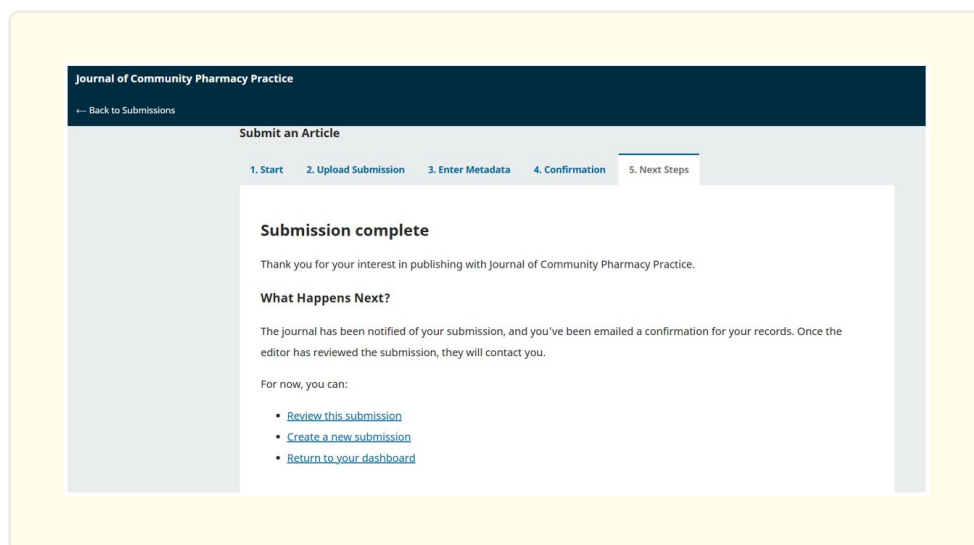 Journal of Community Pharmacy Practice
← Back to Submissions
Submit an Article
1. Start 2. Upload Submission 3. Enter Metadata 4. Confirmation 5. Next Steps
Submission complete
Thank you for your interest in publishing with Journal of Community Pharmacy Practice.
What Happens Next?
The journal has been notified of your submission, and you've been emailed a confirmation for your records. Once the
editor has reviewed the submission, they will contact you.
For now, you can:
• Review this submission
• Create a new submission
• Return to your dashboard